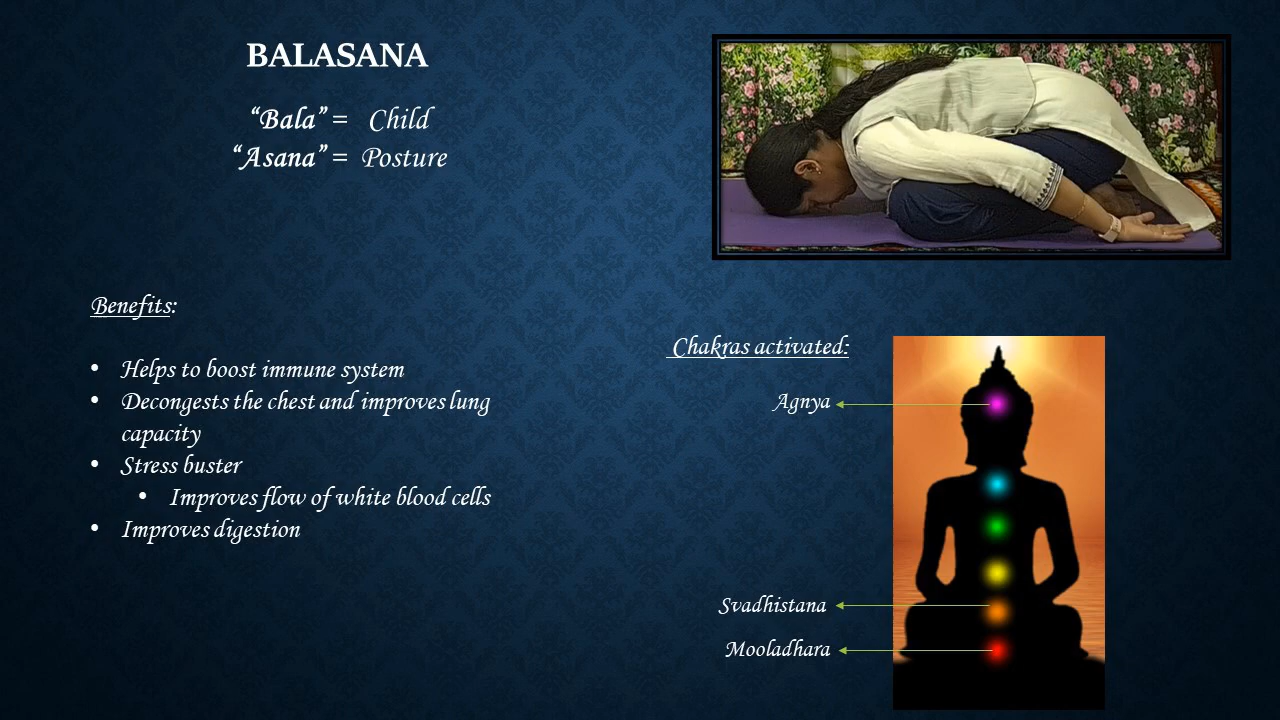 BALASANA
“Bala” = Child
“Asana” = Posture
Benefits:
• Helps to boost immune system
• Decongests the chest and improves lung
capacity
• Stress buster
• Improves flow of white blood cells
• Improves digestion
Chakras activated:
Agnya
Svadhistana
Mooladhara